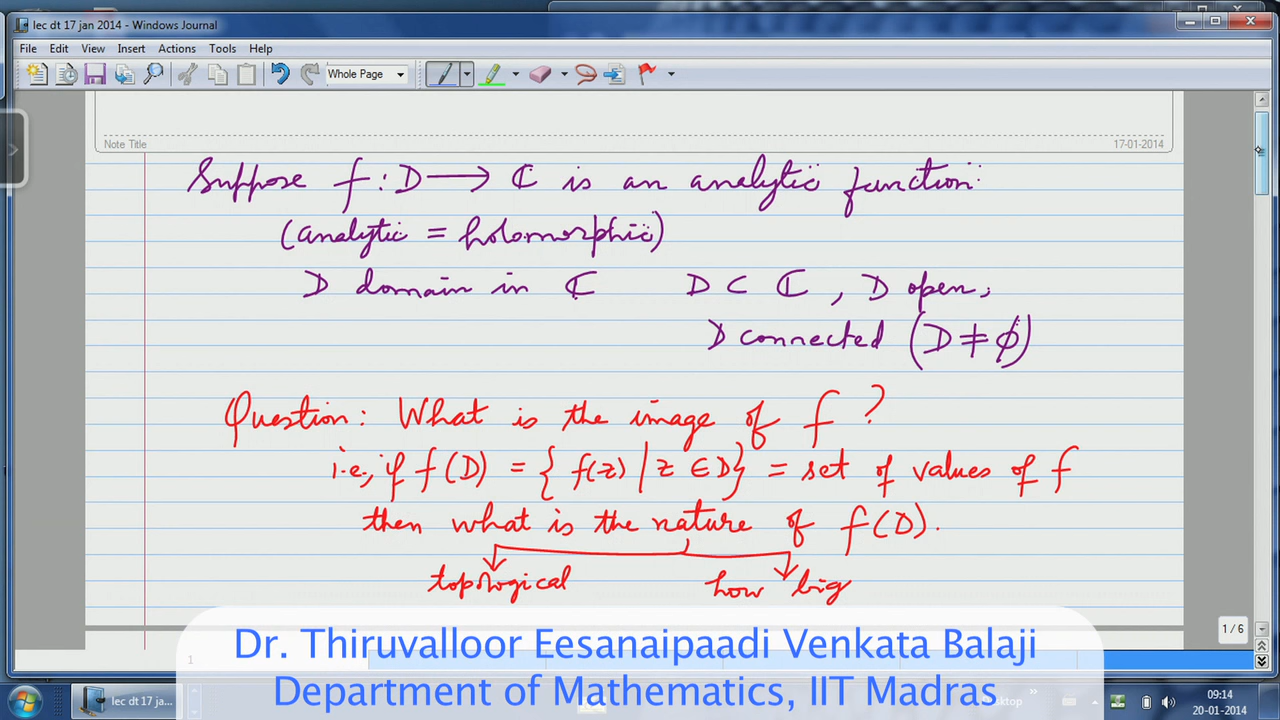 lec dt 17 jan 2014 - Windows Journal
File Edit View Insert Actions Tools Help
Whole Page
Note Title
17-01-2014
Suppose f : D ⟶ ℂ is an analytic function.
(analytic = holomorphic)
D domain in ℂ D ⊂ ℂ, D open,
D connected (D ≠ ϕ)
Question: What is the image of f ?
i.e., if f(D) = { f(z) | z ∈ D} = set of values of f
then what is the nature of f(D).
topological how big
1 / 6
1
Dr. Thiruvalloor Eesanaipaadi Venkata Balaji
Department of Mathematics, IIT Madras
lec dt 17 ja...
09:14
20-01-2014